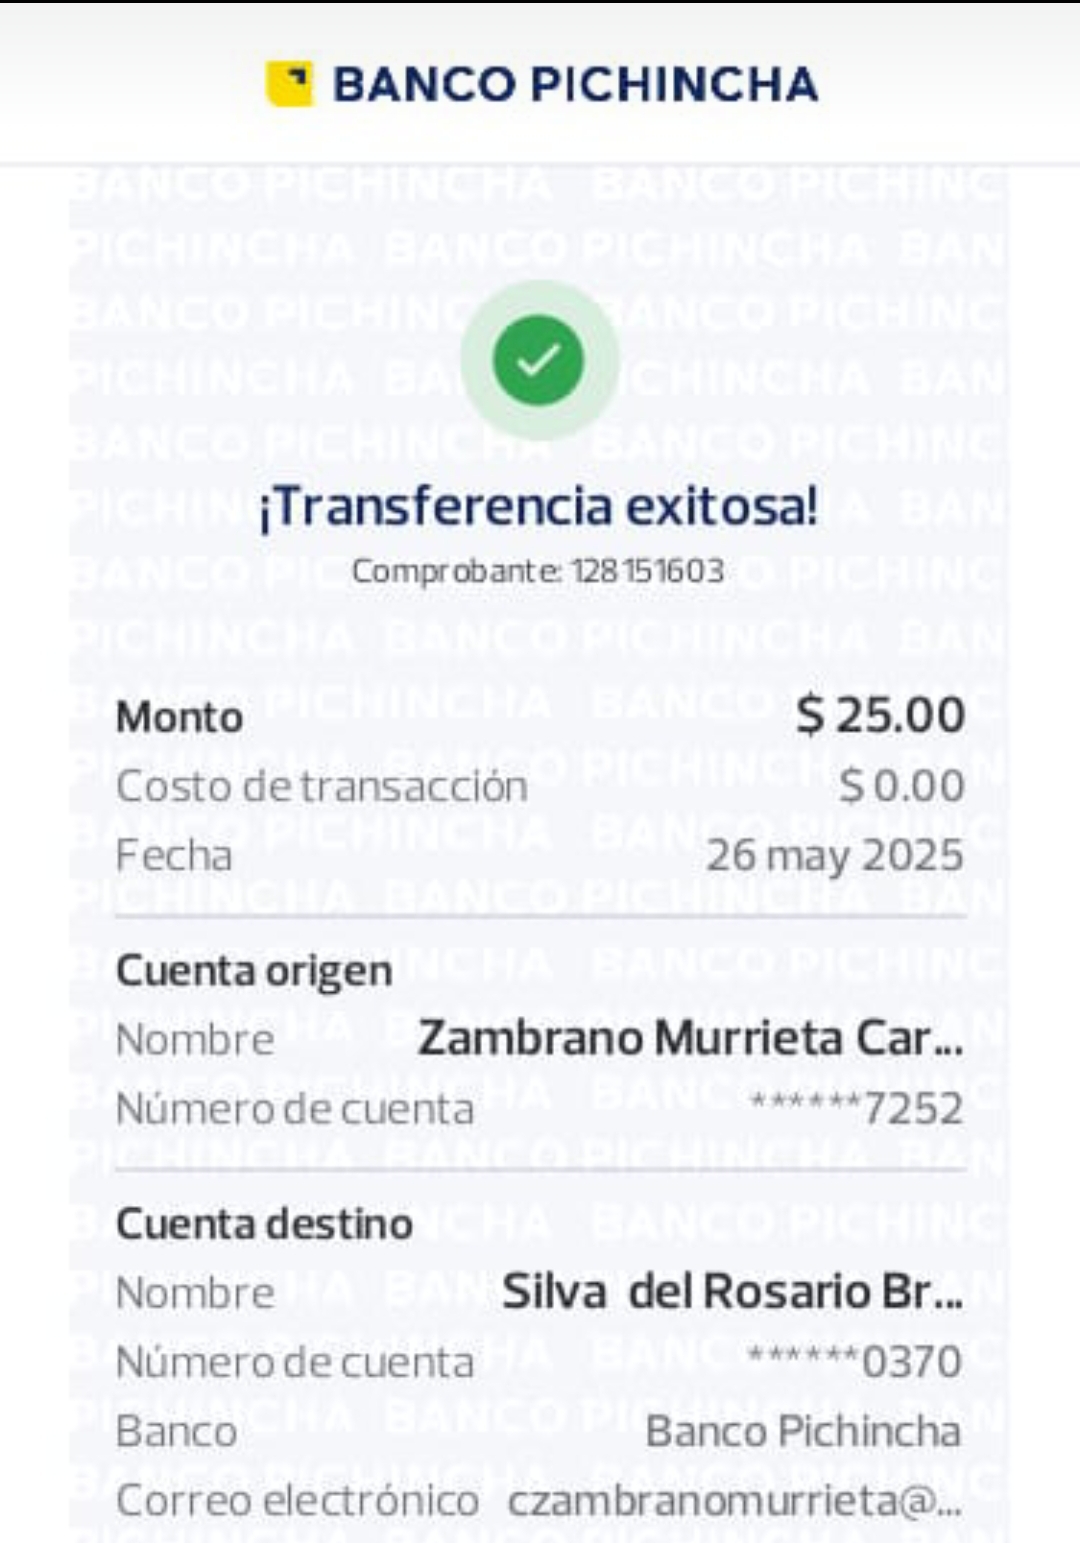 BANCO PICHINCHA
¡Transferencia exitosa!
Comprobante: 128151603
Monto $ 25.00
Costo de transacción $ 0.00
Fecha 26 may 2025
Cuenta origen
Nombre Zambrano Murrieta Car...
Número de cuenta ******7252
Cuenta destino
Nombre Silva del Rosario Br...
Número de cuenta ******0370
Banco Banco Pichincha
Correo electrónico czambranomurrieta@...